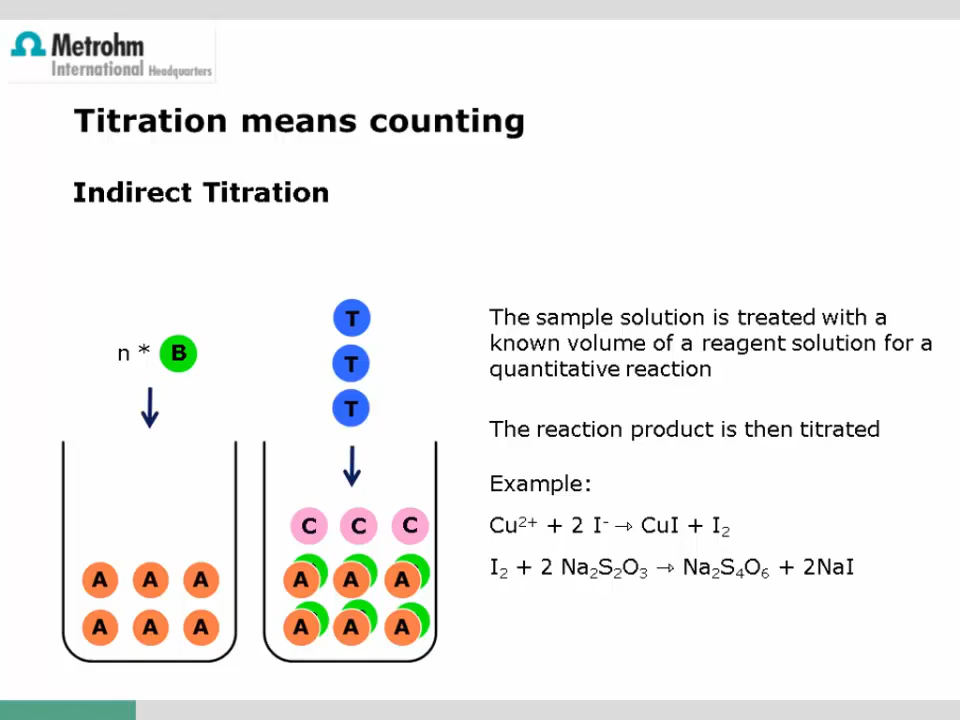 Metrohm
International Headquarters
Titration means counting
Indirect Titration
The sample solution is treated with a
known volume of a reagent solution for a
quantitative reaction
The reaction product is then titrated
Example:
Cu²⁺ + 2 I⁻ → CuI + I₂
I₂ + 2 Na₂S₂O₃ → Na₂S₄O₆ + 2NaI
n * B
A A A
A A A
T
T
T
C C C
A A A
A A A